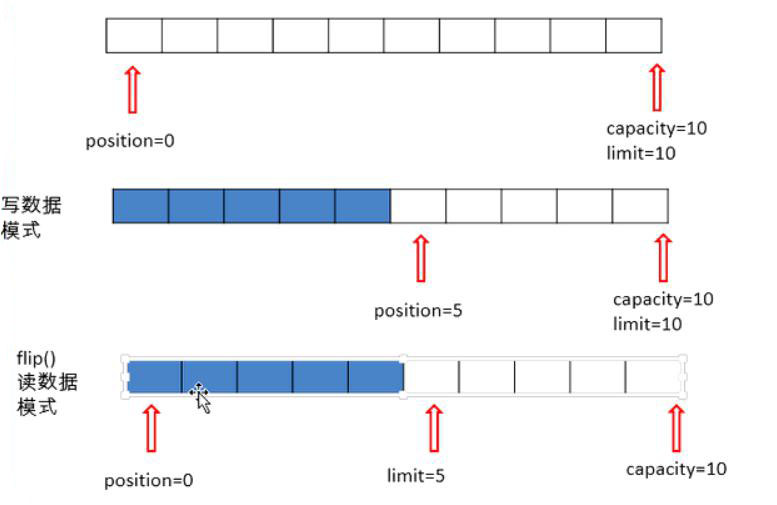 position=0
capacity=10
limit=10
写数据
模式
position=5
capacity=10
limit=10
flip()
读数据
模式
position=0
limit=5
capacity=10